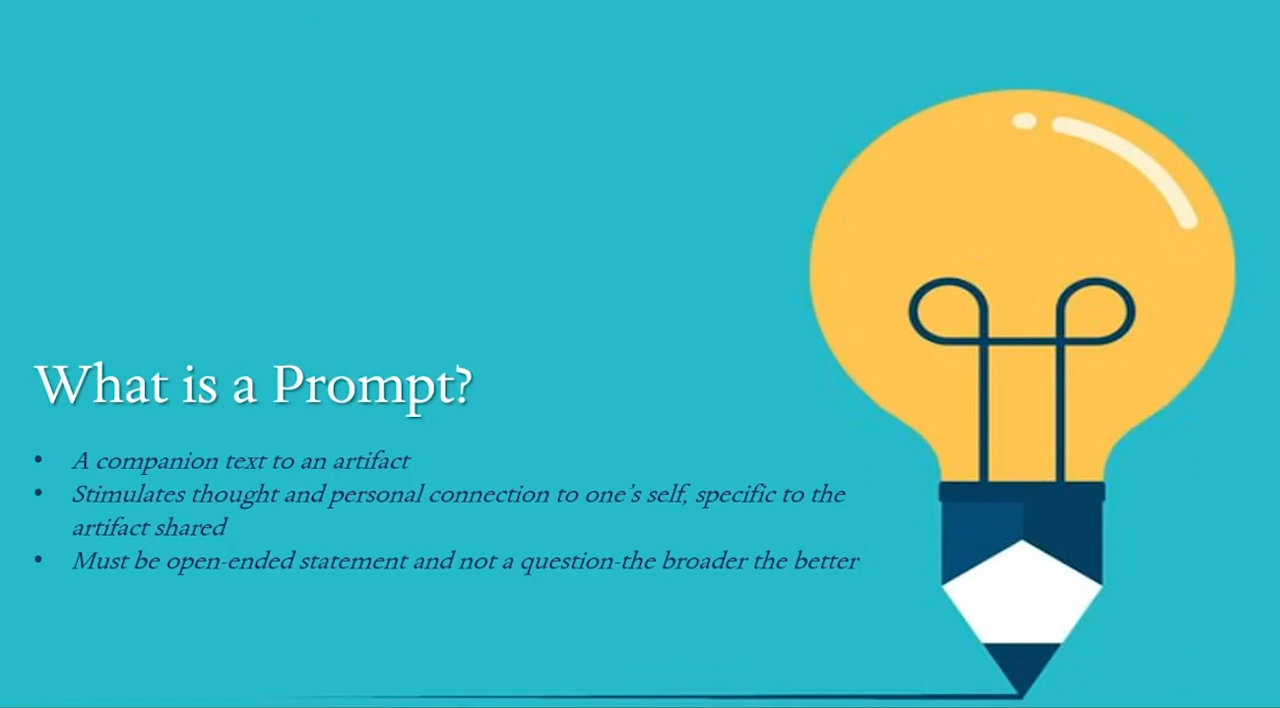 What is a Prompt?
• A companion text to an artifact
• Stimulates thought and personal connection to one’s self, specific to the
artifact shared
• Must be open-ended statement and not a question-the broader the better